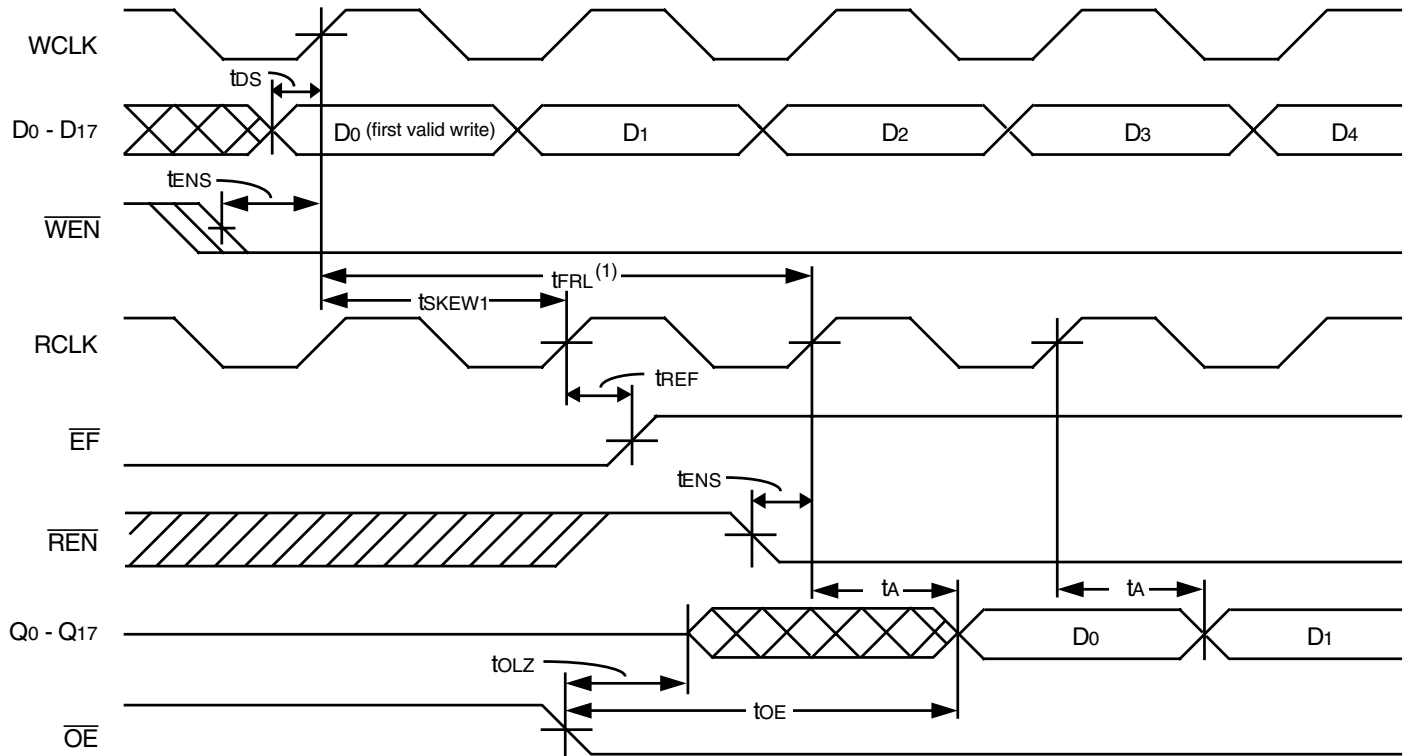 WCLK
tDS
D0 - D17
D0 (first valid write)
D1
D2
D3
D4
tENS
WEN
tFRL (1)
tSKEW1
RCLK
tREF
EF
tENS
REN
tA
tA
Q0 - Q17
D0
D1
tOLZ
tOE
OE